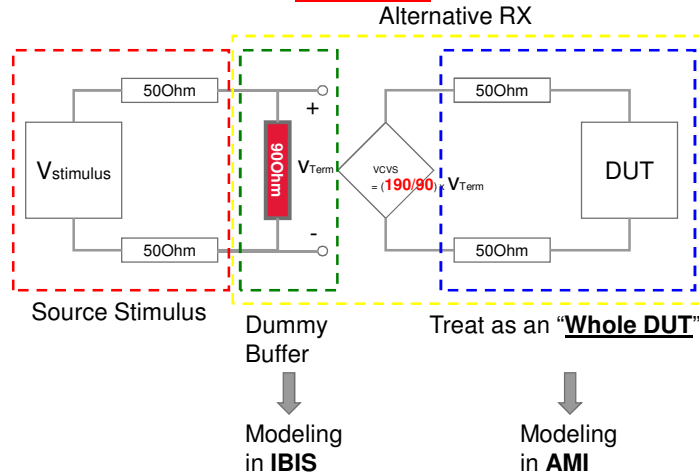 Alternative RX
50Ohm
50Ohm
+
Vstimulus
90Ohm
VTerm
VCVS
= (190/90) * VTerm
DUT
-
50Ohm
50Ohm
Source Stimulus
Dummy
Buffer
Treat as an “Whole DUT”
Modeling
in IBIS
Modeling
in AMI